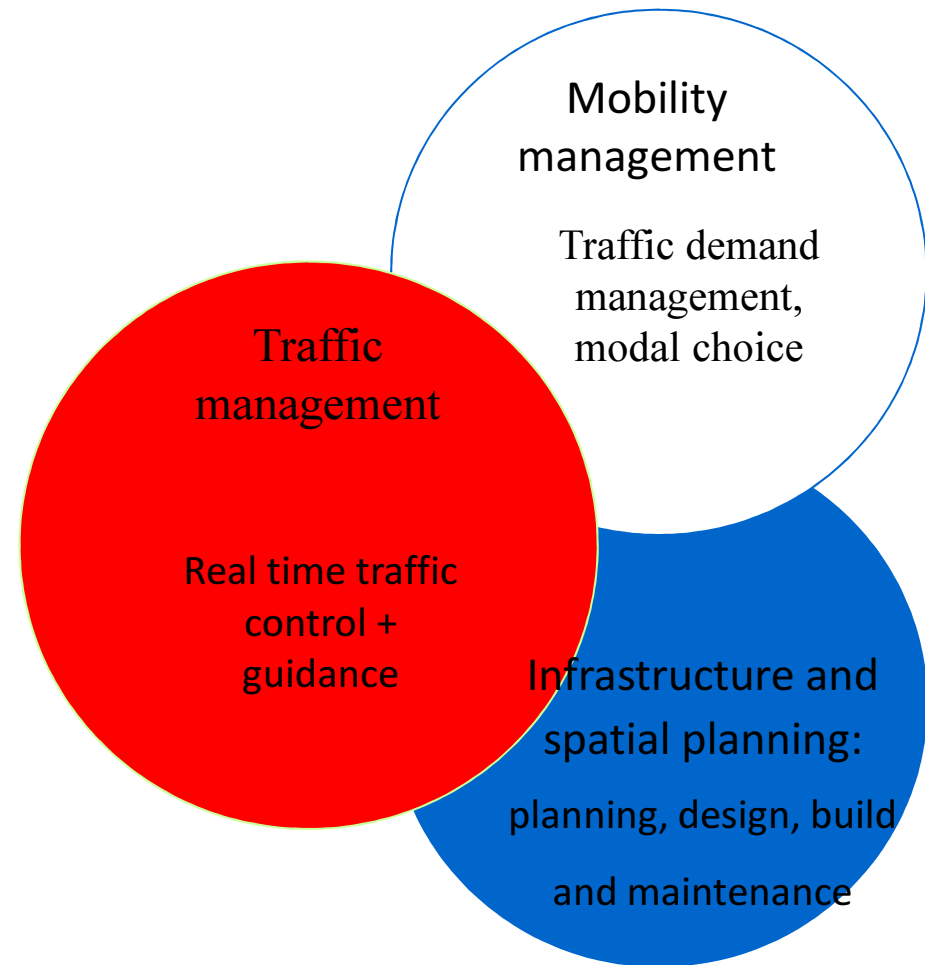 Mobility
management
Traffic demand
management,
modal choice
Traffic
management
Real time traffic
control +
guidance
Infrastructure and
spatial planning:
planning, design, build
and maintenance